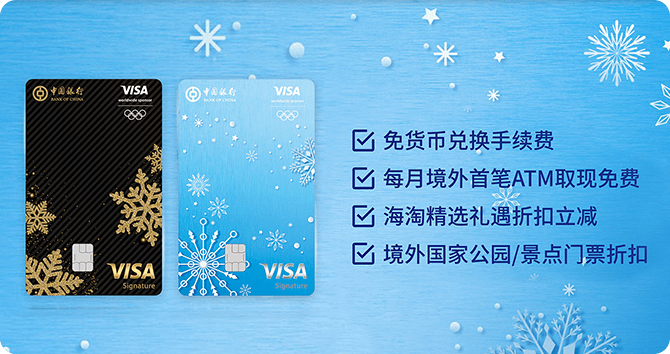 中国银行
BANK OF CHINA
VISA
worldwide sponsor
VISA
Signature
中国银行
BANK OF CHINA
VISA
worldwide sponsor
VISA
Signature
免货币兑换手续费
每月境外首笔ATM取现免费
海淘精选礼遇折扣立减
境外国家公园/景点门票折扣